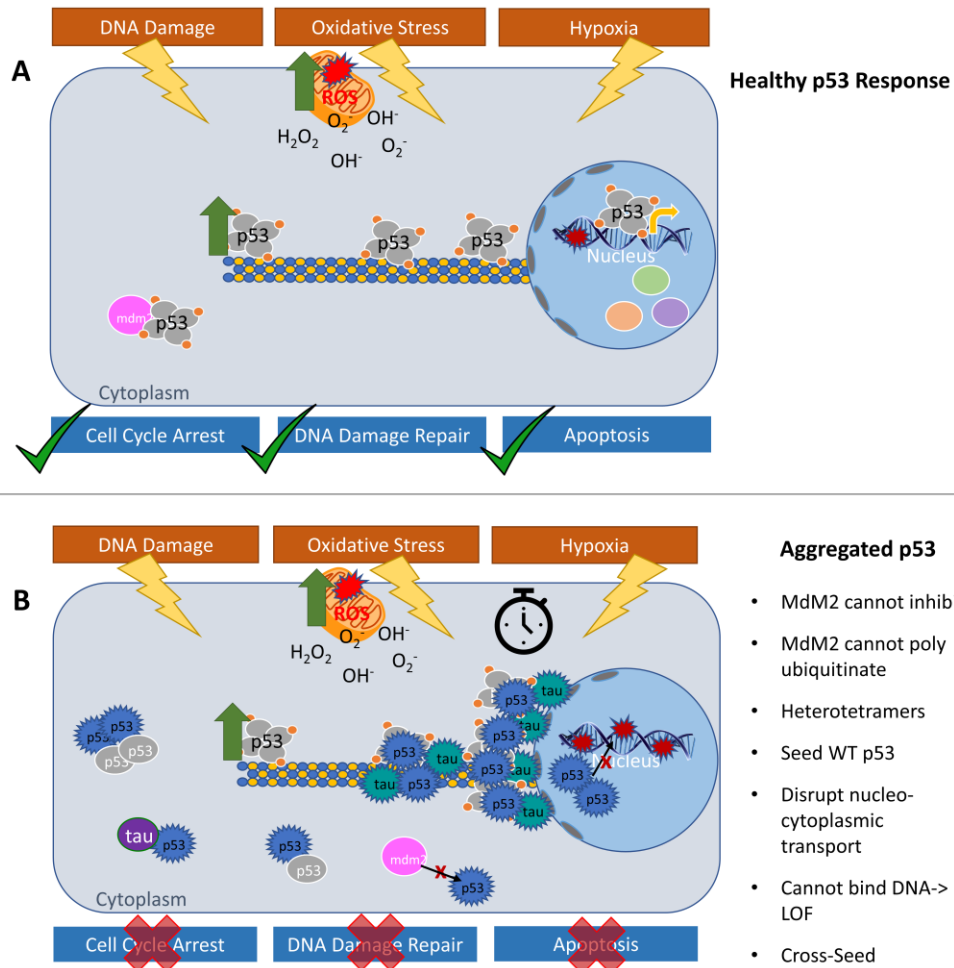 DNA Damage
Oxidative Stress
Hypoxia
A
Healthy p53 Response
ROS
O₂⁻
OH⁻
H₂O₂
O₂⁻
OH⁻
p53
p53
p53
p53
Nucleus
mdm2
p53
Cytoplasm
Cell Cycle Arrest
DNA Damage Repair
Apoptosis
DNA Damage
Oxidative Stress
Hypoxia
Aggregated p53
B
ROS
O₂⁻
OH⁻
H₂O₂
O₂⁻
OH⁻
• MdM2 cannot inhib
• MdM2 cannot poly
ubiquitinate
• Heterotetramers
• Seed WT p53
• Disrupt nucleo-
cytoplasmic
transport
• Cannot bind DNA->
LOF
• Cross-Seed
p53
tau
p53
p53
p53
p53
p53
p53
tau
p53
tau
p53
tau
p53
tau
p53
tau
Nucleus
X
p53
p53
tau
p53
p53
p53
mdm2
X
p53
Cytoplasm
Cell Cycle Arrest
DNA Damage Repair
Apoptosis